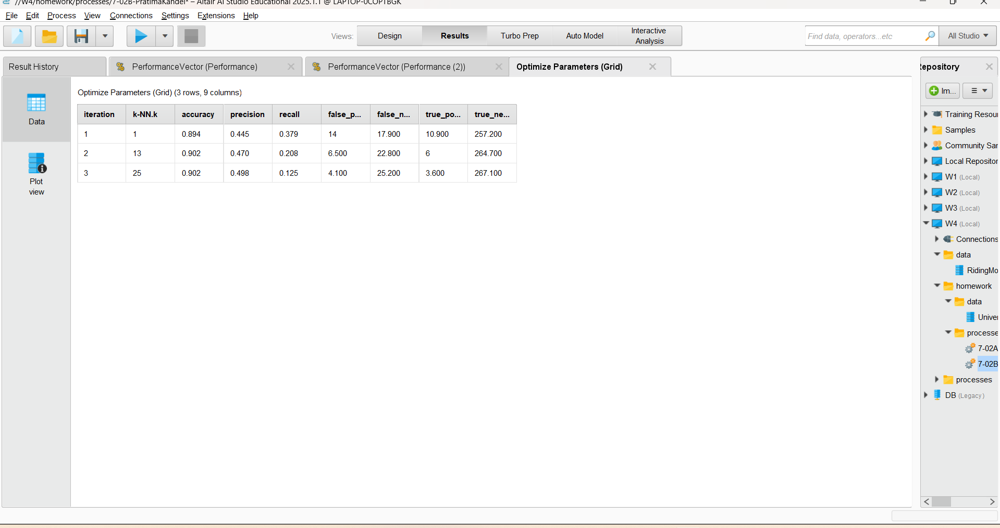 //W4/homework/processes/7-02B-PratimaKandel* – Altair AI Studio Educational 2025.1.1 @ LAPTOP-0COPTBGK
File Edit Process View Connections Settings Extensions Help
Views: Design Results Turbo Prep Auto Model Interactive Analysis
Find data, operators...etc All Studio
Result History PerformanceVector (Performance) PerformanceVector (Performance (2)) Optimize Parameters (Grid) Repository
Im...
Data
Plot
view
Optimize Parameters (Grid) (3 rows, 9 columns)
iteration k-NN.k accuracy precision recall false_p... false_n... true_po... true_ne...
1 1 0.894 0.445 0.379 14 17.900 10.900 257.200
2 13 0.902 0.470 0.208 6.500 22.800 6 264.700
3 25 0.902 0.498 0.125 4.100 25.200 3.600 267.100
Training Resour
Samples
Community Sar
Local Repositor
W1 (Local)
W2 (Local)
W3 (Local)
W4 (Local)
Connections
data
RidingMo
homework
data
Univer
processe
7-02A
7-02B
processes
DB (Legacy)